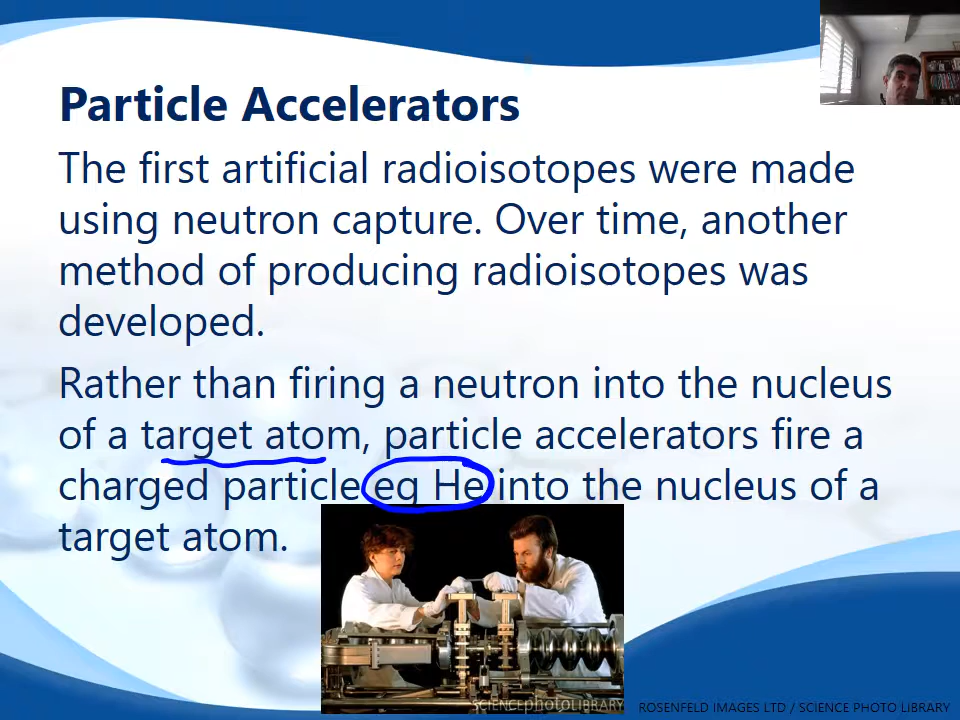 Particle Accelerators
The first artificial radioisotopes were made
using neutron capture. Over time, another
method of producing radioisotopes was
developed.
Rather than firing a neutron into the nucleus
of a target atom, particle accelerators fire a
charged particle eg He into the nucleus of a
target atom.
SCIENCEPHOTOLIBRARY
ROSENFELD IMAGES LTD / SCIENCE PHOTO LIBRARY